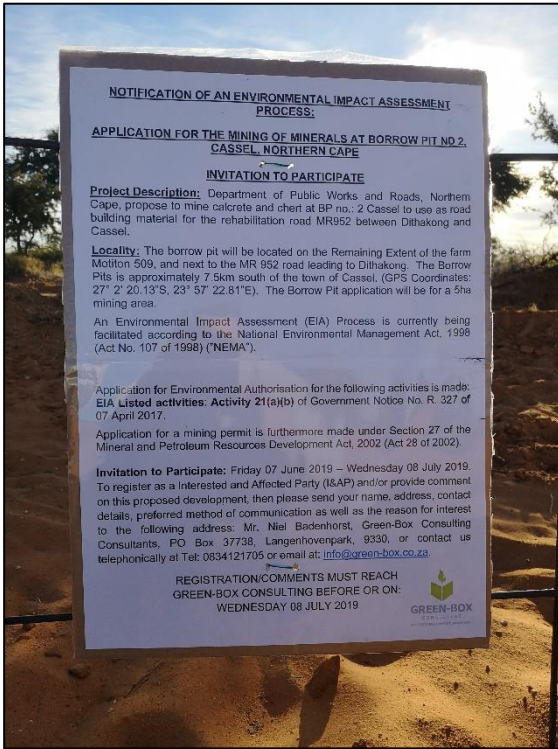 NOTIFICATION OF AN ENVIRONMENTAL IMPACT ASSESSMENT
PROCESS:
APPLICATION FOR THE MINING OF MINERALS AT BORROW PIT NO 2,
CASSEL, NORTHERN CAPE
INVITATION TO PARTICIPATE
Project Description: Department of Public Works and Roads, Northern
Cape, propose to mine calcrete and chert at BP no.: 2 Cassel to use as road
building material for the rehabilitation road MR952 between Dithakong and
Cassel.
Locality: The borrow pit will be located on the Remaining Extent of the farm
Motiton 509, and next to the MR 952 road leading to Dithakong. The Borrow
Pits is approximately 7.5km south of the town of Cassel. (GPS Coordinates:
27° 2' 20.13"S, 23° 57' 22.81"E). The Borrow Pit application will be for a 5ha
mining area.
An Environmental Impact Assessment (EIA) Process is currently being
facilitated according to the National Environmental Management Act, 1998
(Act No. 107 of 1998) ("NEMA").
Application for Environmental Authorisation for the following activities is made:
EIA Listed activities: Activity 21(a)(b) of Government Notice No. R. 327 of
07 April 2017.
Application for a mining permit is furthermore made under Section 27 of the
Mineral and Petroleum Resources Development Act, 2002 (Act 28 of 2002).
Invitation to Participate: Friday 07 June 2019 – Wednesday 08 July 2019.
To register as a Interested and Affected Party (I&AP) and/or provide comment
on this proposed development, then please send your name, address, contact
details, preferred method of communication as well as the reason for interest
to the following address: Mr. Niel Badenhorst, Green-Box Consulting
Consultants, PO Box 37738, Langenhovenpark, 9330, or contact us
telephonically at Tel: 0834121705 or email at: info@green-box.co.za.
REGISTRATION/COMMENTS MUST REACH
GREEN-BOX CONSULTING BEFORE OR ON:
WEDNESDAY 08 JULY 2019
GREEN-BOX
CONSULTING